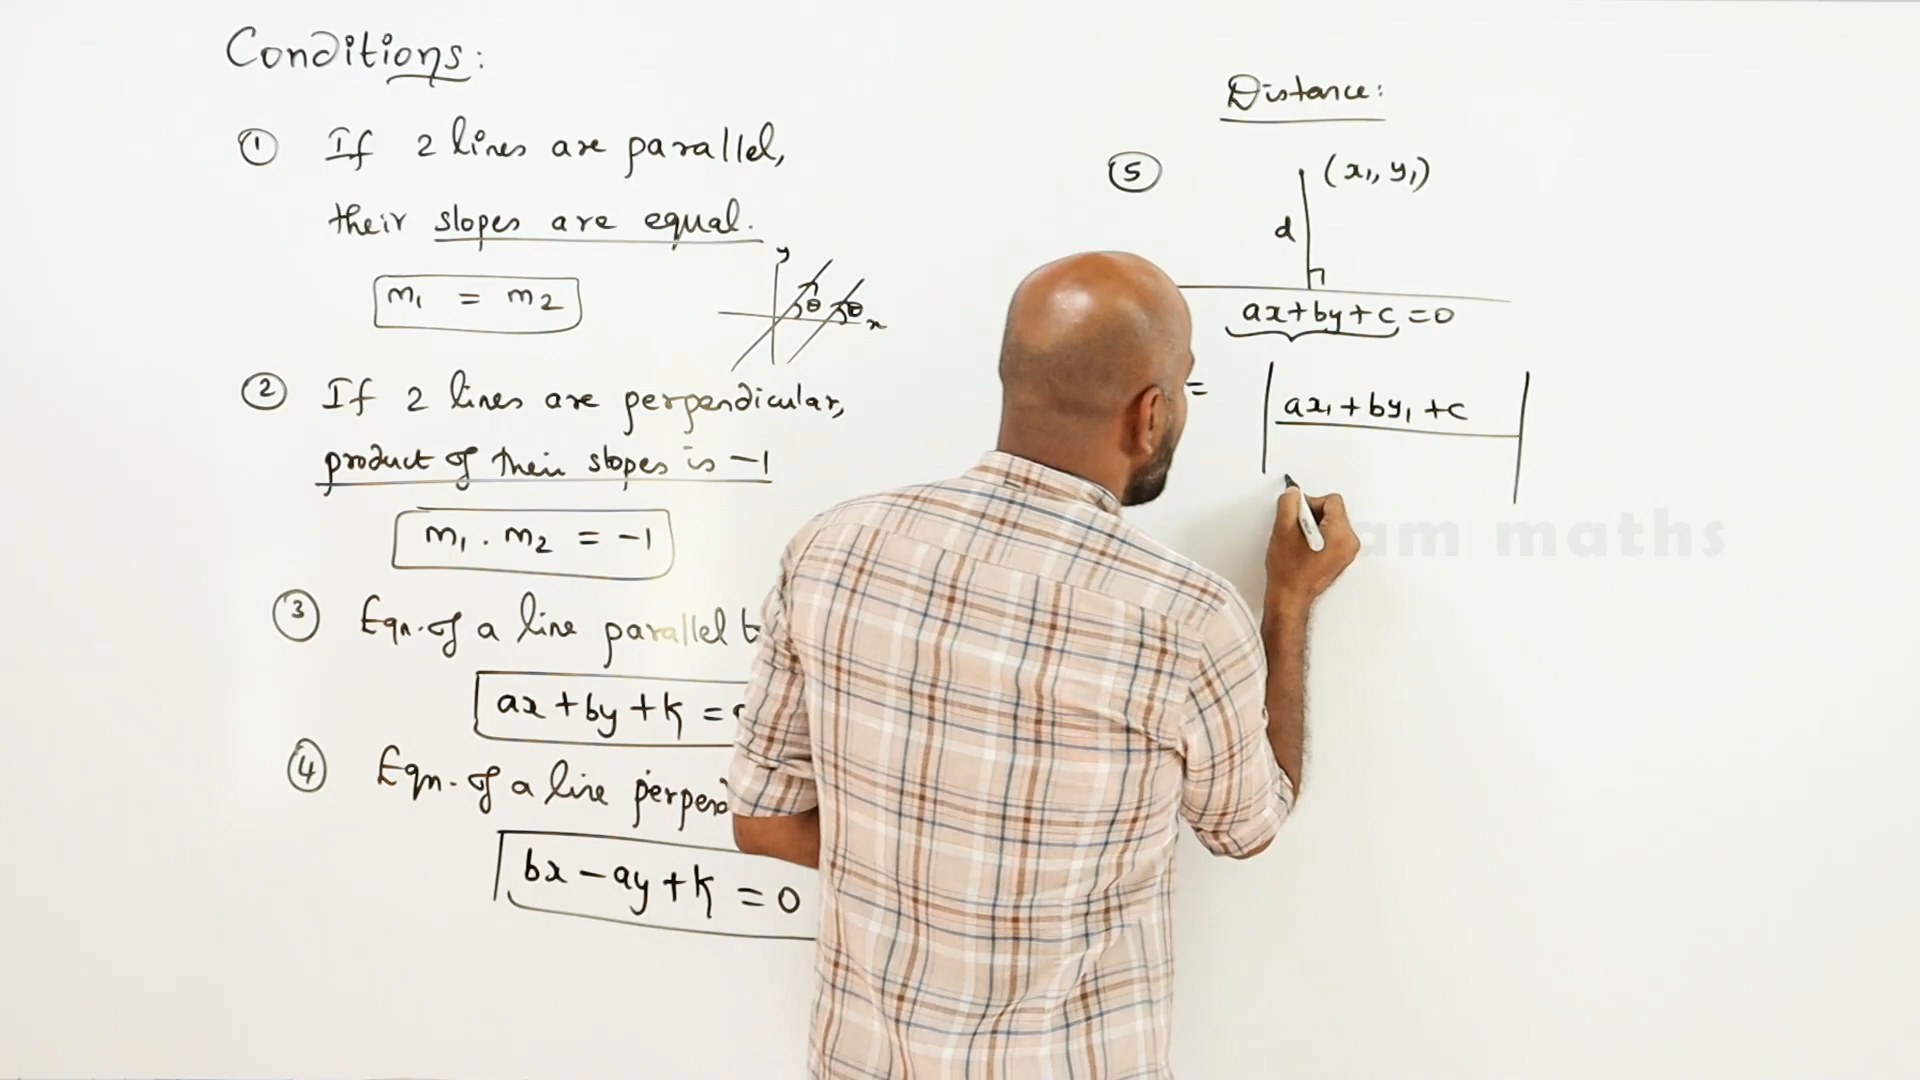 Conditions:
① If 2 lines are parallel,
their slopes are equal.
m₁ = m₂
y
θ θ
x
② If 2 lines are perpendicular,
product of their slopes is -1
m₁ . m₂ = -1
③ Eqn. of a line parallel
ax + by + k =
④ Eqn. of a line
bx - ay + k = 0
Distance:
⑤ (x₁, y₁)
d
ax + by + c = 0
= | ax₁ + by₁ + c |
am maths